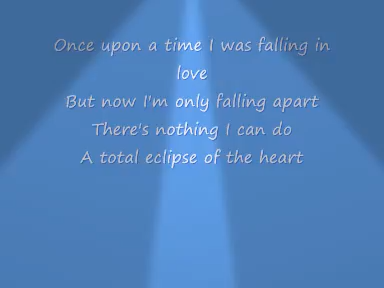 Once upon a time I was falling in
love
But now I'm only falling apart
There's nothing I can do
A total eclipse of the heart